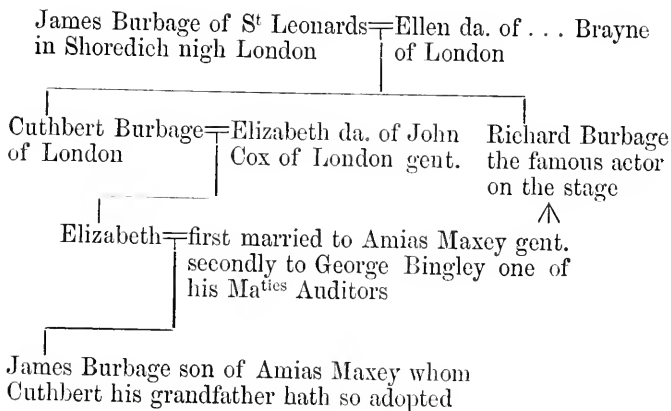 James Burbage of St Leonards=Ellen da. of . . . Brayne
in Shoredich nigh London of London
Cuthbert Burbage=Elizabeth da. of John
of London Cox of London gent.
Richard Burbage
the famous actor
on the stage
Elizabeth=first married to Amias Maxey gent.
secondly to George Bingley one of
his Maties Auditors
James Burbage son of Amias Maxey whom
Cuthbert his grandfather hath so adopted